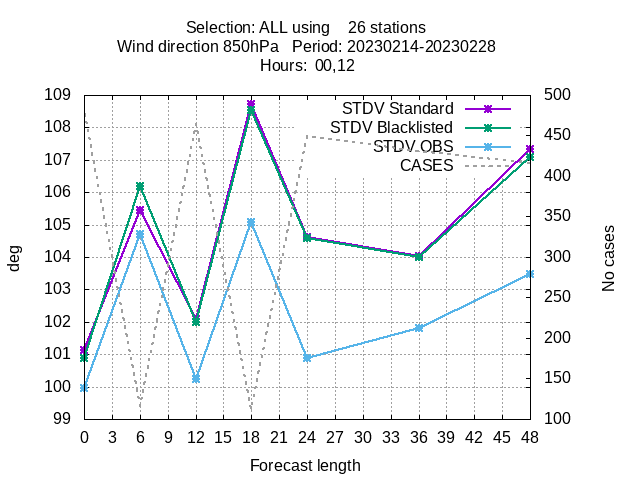 Selection: ALL using 26 stations
Wind direction 850hPa Period: 20230214-20230228
Hours: 00,12
109 500
STDV Standard
108 STDV Blacklisted 450
STDV OBS
107 CASES 400
106 350
105
deg 104 300 No cases
103 250
102 200
101
100 150
99 100
0 3 6 9 12 15 18 21 24 27 30 33 36 39 42 45 48
Forecast length